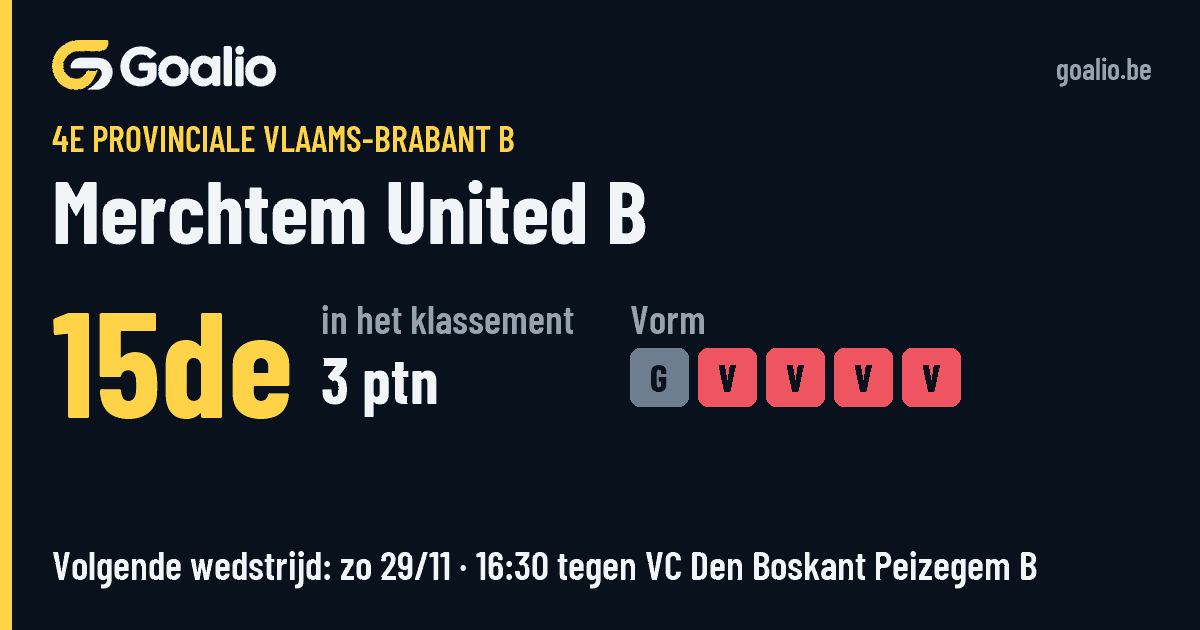 Goalio
goalio.be
4E PROVINCIALE VLAAMS-BRABANT B
Merchtem United B
15de
in het klassement
3 ptn
Vorm
G V V V V
Volgende wedstrijd: zo 29/11 · 16:30 tegen VC Den Boskant Peizegem B